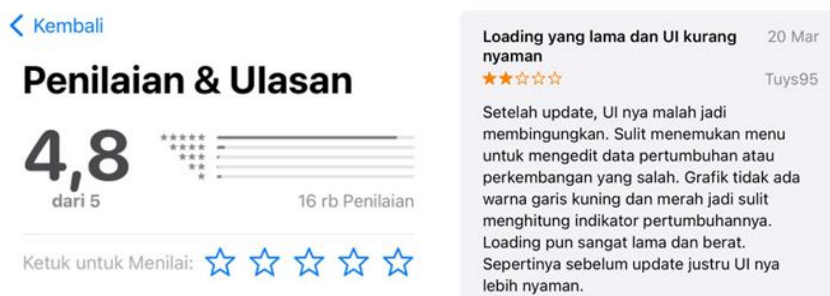 Kembali
Penilaian & Ulasan
4,8
dari 5
16 rb Penilaian
Ketuk untuk Menilai:
Loading yang lama dan UI kurang nyaman
20 Mar
Tuys95
Setelah update, UI nya malah jadi
membingungkan. Sulit menemukan menu
untuk mengedit data pertumbuhan atau
perkembangan yang salah. Grafik tidak ada
warna garis kuning dan merah jadi sulit
menghitung indikator pertumbuhannya.
Loading pun sangat lama dan berat.
Sepertinya sebelum update justru UI nya
lebih nyaman.